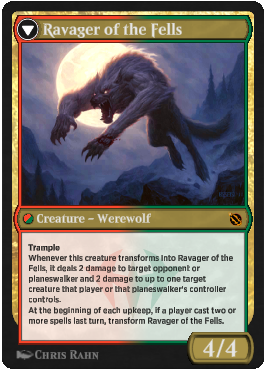 Ravager of the Fells
Creature – Werewolf
Trample
Whenever this creature transforms into Ravager of the
Fells, it deals 2 damage to target opponent or
planeswalker and 2 damage to up to one target
creature that player or that planeswalker's controller
controls.
At the beginning of each upkeep, if a player cast two or
more spells last turn, transform Ravager of the Fells.
4/4
Chris Rahn